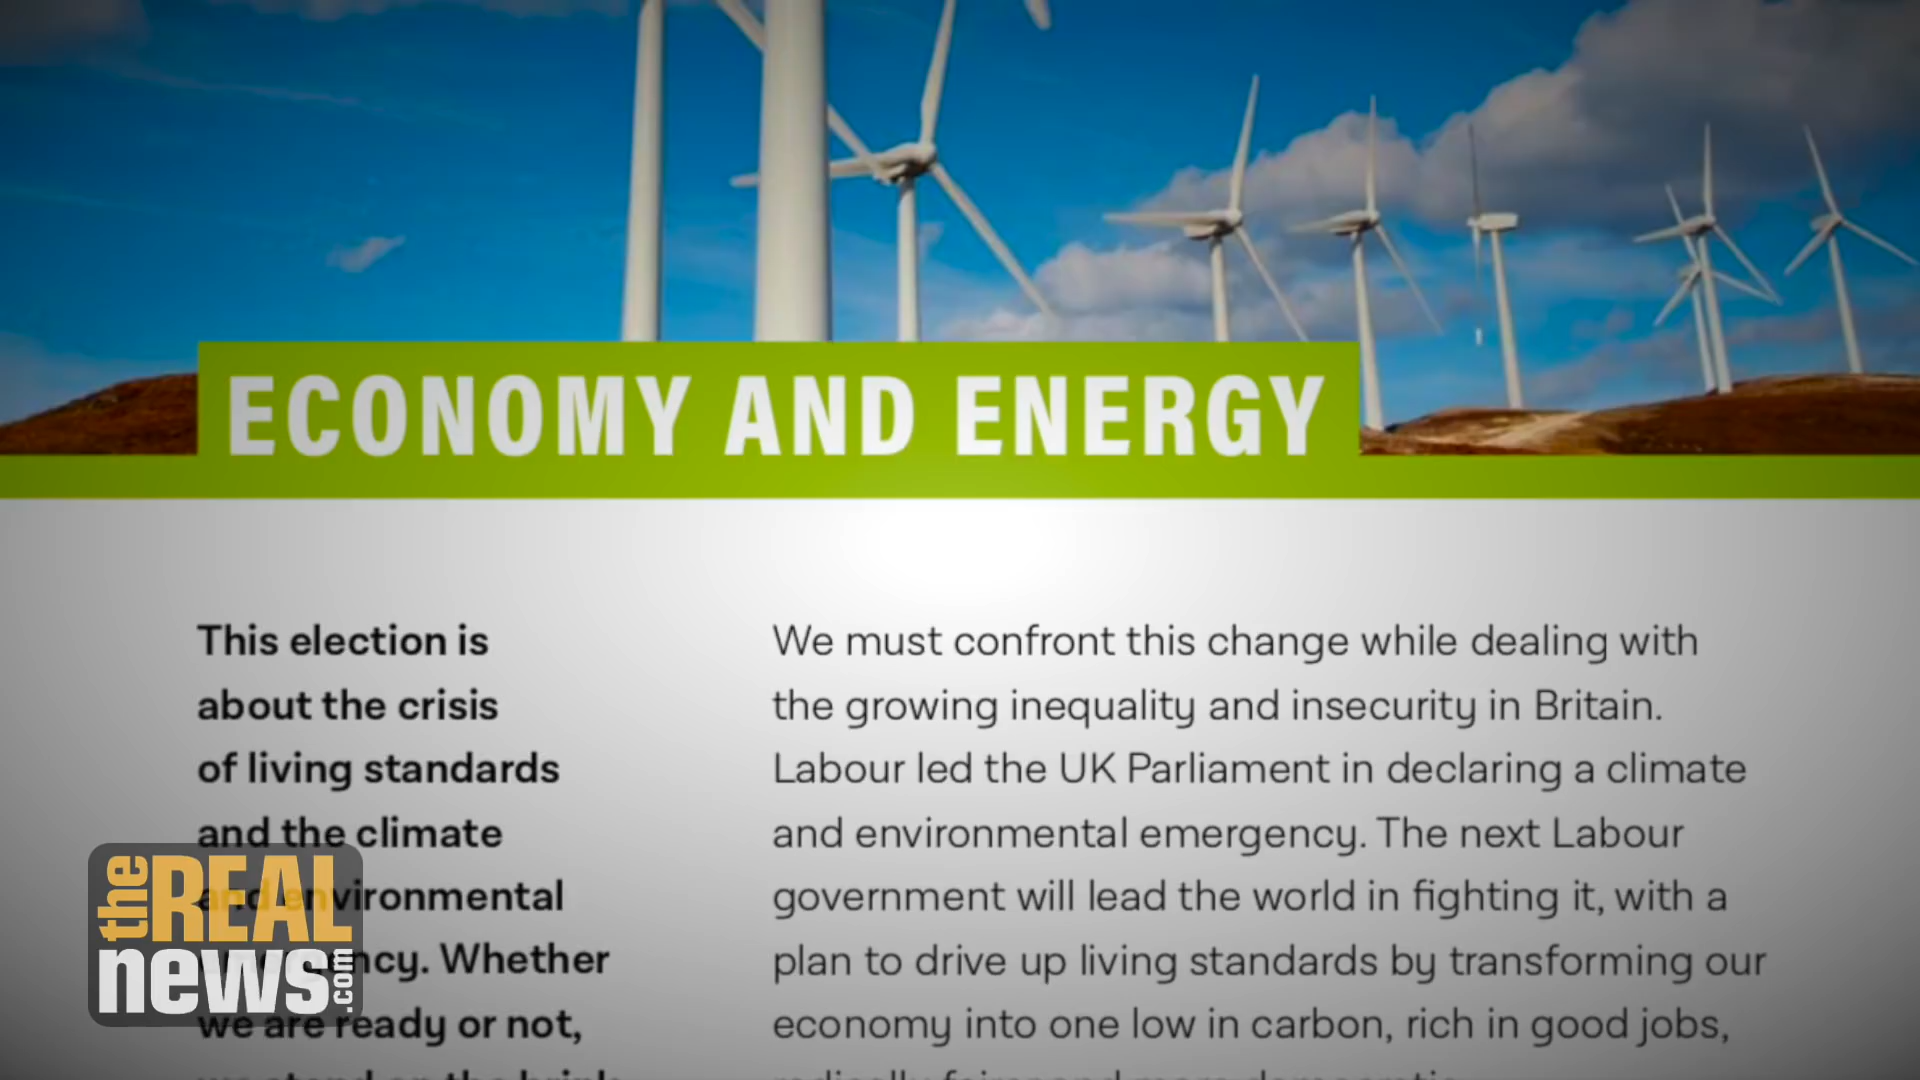 ECONOMY AND ENERGY
This election is
about the crisis
of living standards
and the climate
and environmental
Whether
we are ready or not,
We must confront this change while dealing with
the growing inequality and insecurity in Britain.
Labour led the UK Parliament in declaring a climate
and environmental emergency. The next Labour
government will lead the world in fighting it, with a
plan to drive up living standards by transforming our
economy into one low in carbon, rich in good jobs,
the REAL
news.com